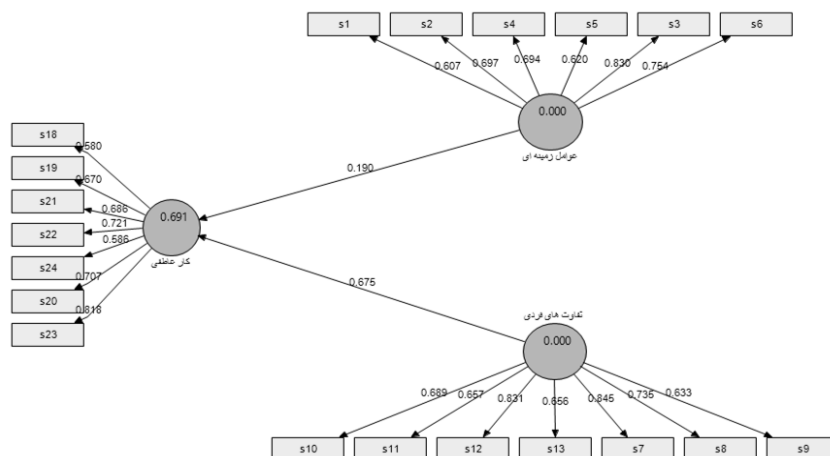 s1 s2 s4 s5 s3 s6
0.607 0.697 0.694 0.620 0.830 0.754
0.000
عوامل زمینه ای
0.190
s18
0.580
s19
0.670
s21
0.686
s22
0.721
s24
0.586
s20
0.707
s23
0.818
0.691
کار عاطفی
0.675
تفاوت های فردی
0.000
0.689 0.657 0.831 0.656 0.845 0.735 0.633
s10 s11 s12 s13 s7 s8 s9